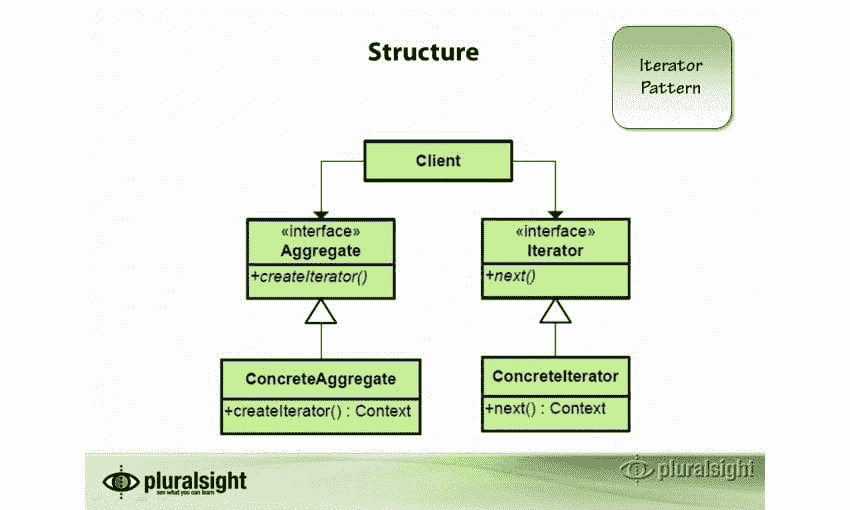 Structure
Iterator
Pattern
Client
«interface»
Aggregate
+createIterator()
«interface»
Iterator
+next()
ConcreteAggregate
+createIterator() : Context
ConcreteIterator
+next() : Context
pluralsight
see what you can learn
pluralsight